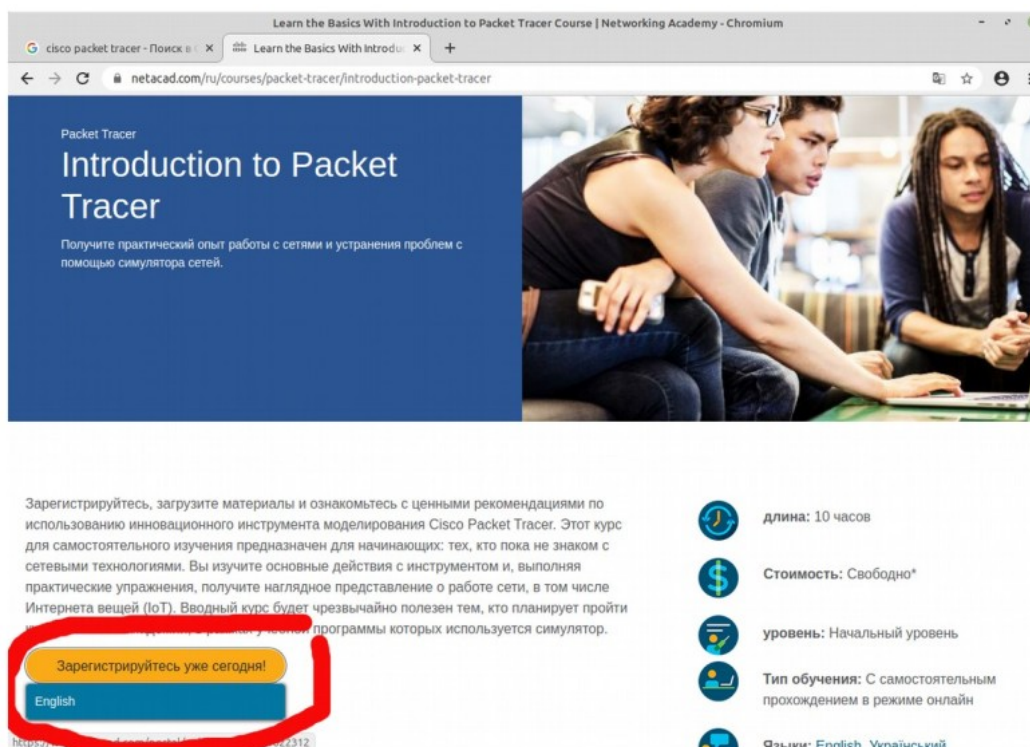 Learn the Basics With Introduction to Packet Tracer Course | Networking Academy - Chromium
cisco packet tracer - Поиск в
Learn the Basics With Introduc
netacad.com/ru/courses/packet-tracer/introduction-packet-tracer
Packet Tracer
Introduction to Packet
Tracer
Получите практический опыт работы с сетями и устранения проблем с
помощью симулятора сетей.
Зарегистрируйтесь, загрузите материалы и ознакомьтесь с ценными рекомендациями по
использованию инновационного инструмента моделирования Cisco Packet Tracer. Этот курс
для самостоятельного изучения предназначен для начинающих: тех, кто пока не знаком с
сетевыми технологиями. Вы изучите основные действия с инструментом и, выполняя
практические упражнения, получите наглядное представление о работе сети, в том числе
Интернета вещей (IoT). Вводный курс будет чрезвычайно полезен тем, кто планирует пройти
программы которых используется симулятор.
Зарегистрируйтесь уже сегодня!
English
длина: 10 часов
Стоимость: Свободно*
уровень: Начальный уровень
Тип обучения: С самостоятельным
прохождением в режиме онлайн
Языки: English, Український